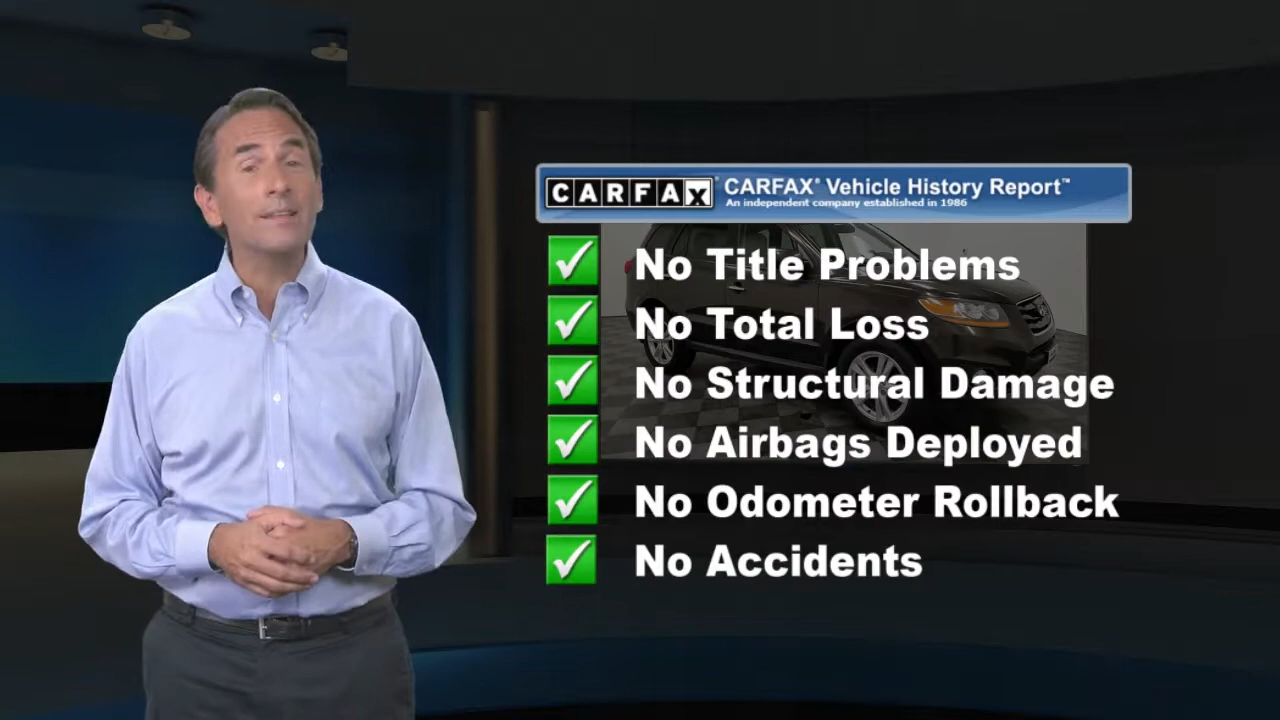 CARFAX® CARFAX® Vehicle History Report™
An independent company established in 1986
No Title Problems
No Total Loss
No Structural Damage
No Airbags Deployed
No Odometer Rollback
No Accidents